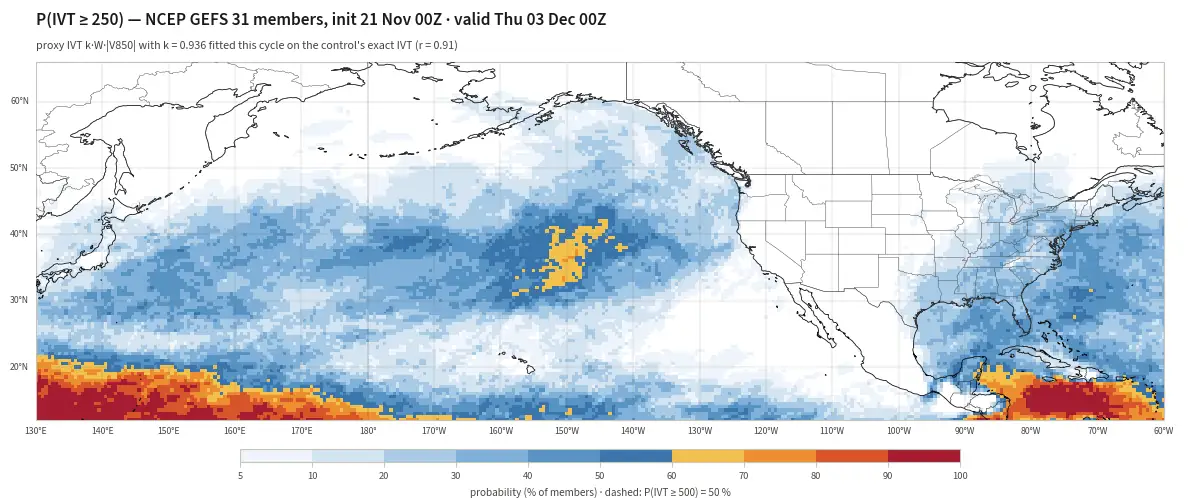 P(IVT ≥ 250) — NCEP GEFS 31 members, init 21 Nov 00Z · valid Thu 03 Dec 00Z
proxy IVT k·W·|V850| with k = 0.936 fitted this cycle on the control's exact IVT (r = 0.91)
60°N
50°N
40°N
30°N
20°N
130°E 140°E 150°E 160°E 170°E 180° 170°W 160°W 150°W 140°W 130°W 120°W 110°W 100°W 90°W 80°W 70°W 60°W
5 10 20 30 40 50 60 70 80 90 100
probability (% of members) · dashed: P(IVT ≥ 500) = 50 %